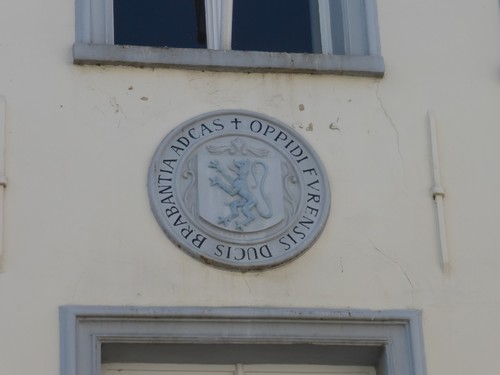 ✝ OPPIDI FVRENSIS DUCIS BRABANTIA ADCAS